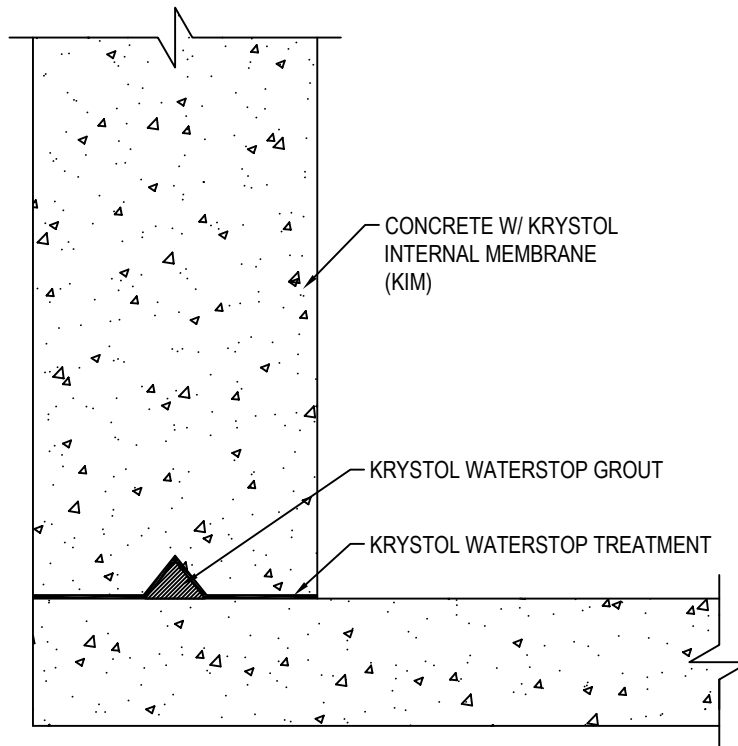 CONCRETE W/ KRYSTOL
INTERNAL MEMBRANE
(KIM)
KRYSTOL WATERSTOP GROUT
KRYSTOL WATERSTOP TREATMENT